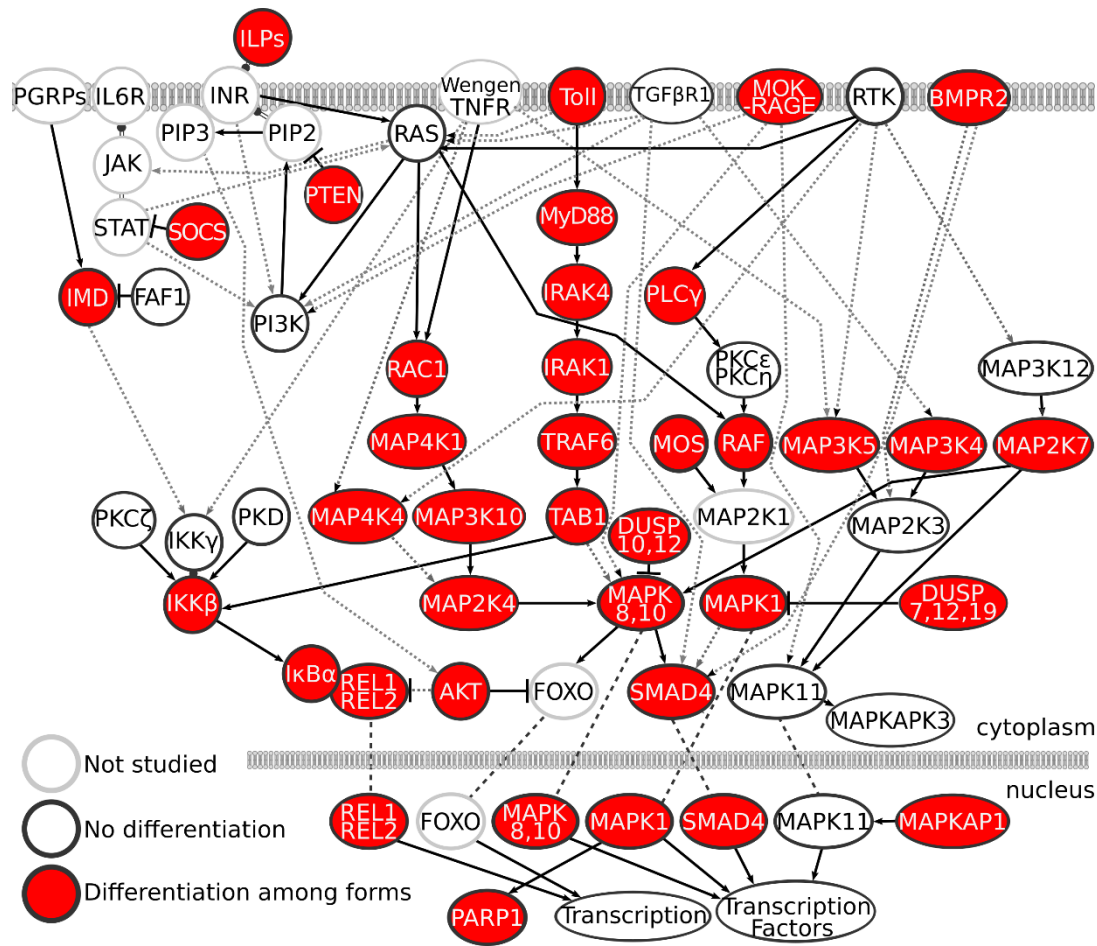 ILPs
PGRPs
IL6R
INR
Wengen
TNFR
Toll
TGFβR1
MOK
-RAGE
RTK
BMPR2
PIP3
PIP2
RAS
JAK
PTEN
STAT
SOCS
MyD88
IMD
FAF1
PI3K
IRAK4
PLCγ
RAC1
IRAK1
PKCε
PKCη
MAP3K12
MAP4K1
TRAF6
MOS
RAF
MAP3K5
MAP3K4
MAP2K7
PKCζ
IKKγ
PKD
MAP4K4
MAP3K10
TAB1
DUSP
10,12
MAP2K1
MAP2K3
IKKβ
MAP2K4
MAPK
8,10
MAPK1
DUSP
7,12,19
IκBα
REL1
REL2
AKT
FOXO
SMAD4
MAPK11
MAPKAPK3
cytoplasm
Not studied
nucleus
No differentiation
REL1
REL2
FOXO
MAPK
8,10
MAPK1
SMAD4
MAPK11
MAPKAP1
Differentiation among forms
PARP1
Transcription
Transcription
Factors